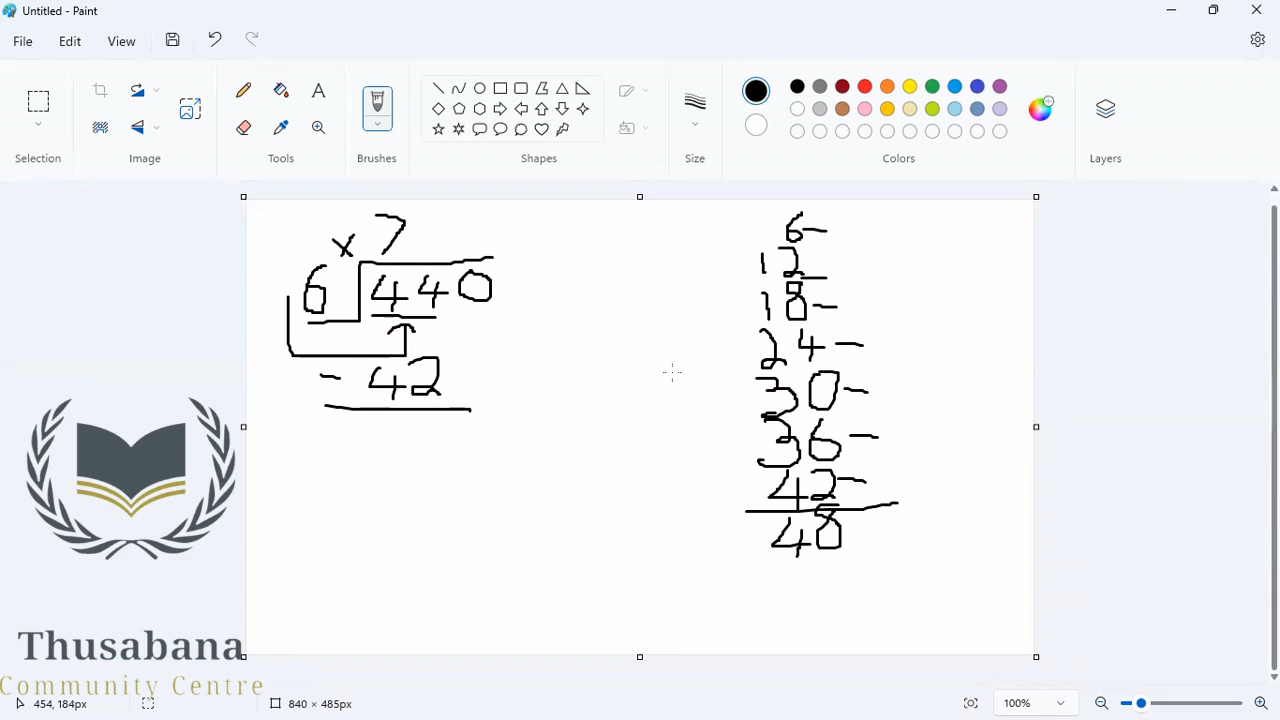 Untitled - Paint
File Edit View
Selection Image Tools Brushes Shapes Size Colors Layers
x 7
6 440
- 42
6-
12-
18-
24-
30-
36-
42-
48
Thusabana
Community Centre
454, 184px 840 × 485px 100%